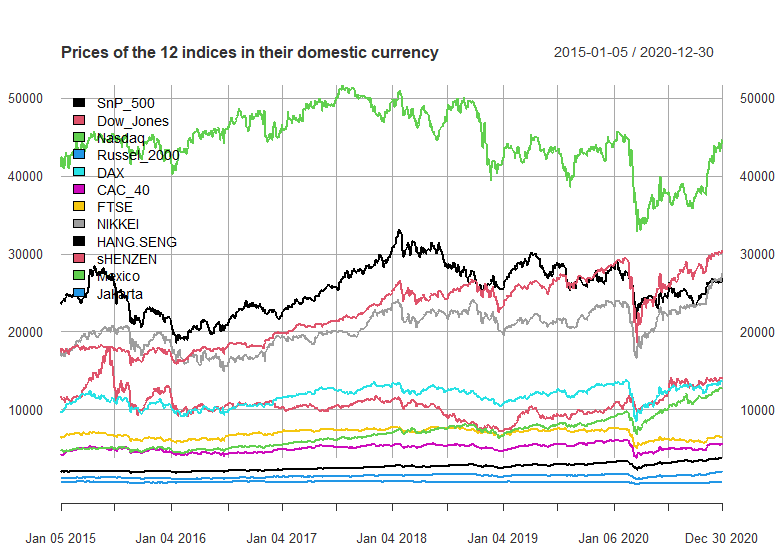 Prices of the 12 indices in their domestic currency 2015-01-05 / 2020-12-30
50000 50000
40000 40000
30000 30000
20000 20000
10000 10000
SnP_500
Dow_Jones
Nasdaq
Russel_2000
DAX
CAC_40
FTSE
NIKKEI
HANG.SENG
sHENZEN
Mexico
Jakarta
Jan 05 2015 Jan 04 2016 Jan 04 2017 Jan 04 2018 Jan 04 2019 Jan 06 2020 Dec 30 2020